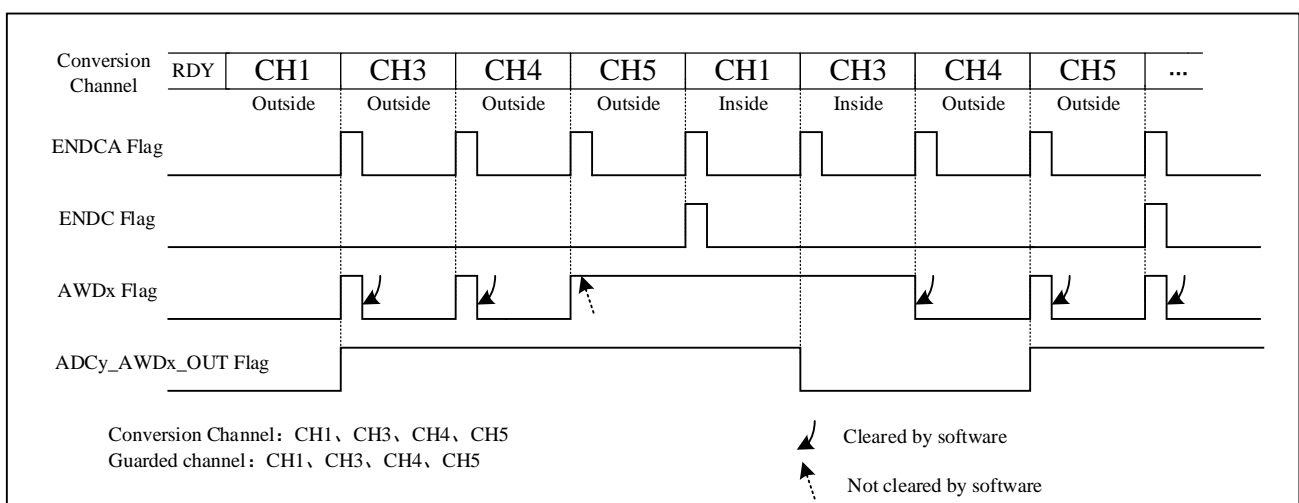 Conversion Channel RDY CH1 CH3 CH4 CH5 CH1 CH3 CH4 CH5 ...
Outside Outside Outside Outside Inside Inside Outside Outside
ENDCA Flag
ENDC Flag
AWDx Flag
ADCy_AWDx_OUT Flag
Conversion Channel：CH1、CH3、CH4、CH5
Guarded channel：CH1、CH3、CH4、CH5
Cleared by software
Not cleared by software